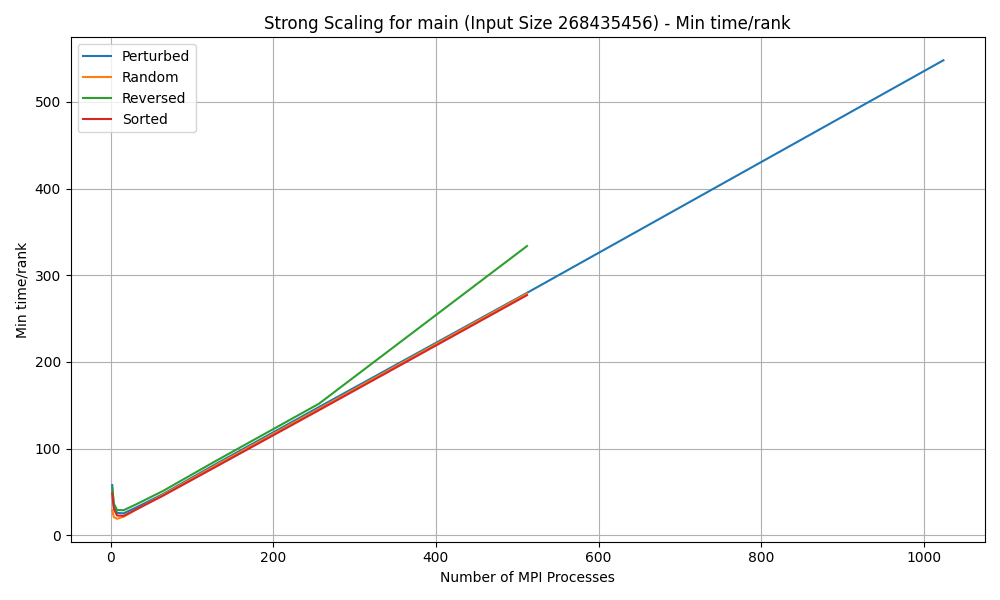 Strong Scaling for main (Input Size 268435456) - Min time/rank
Perturbed
Random
Reversed
Sorted
Min time/rank
500
400
300
200
100
0
0 200 400 600 800 1000
Number of MPI Processes